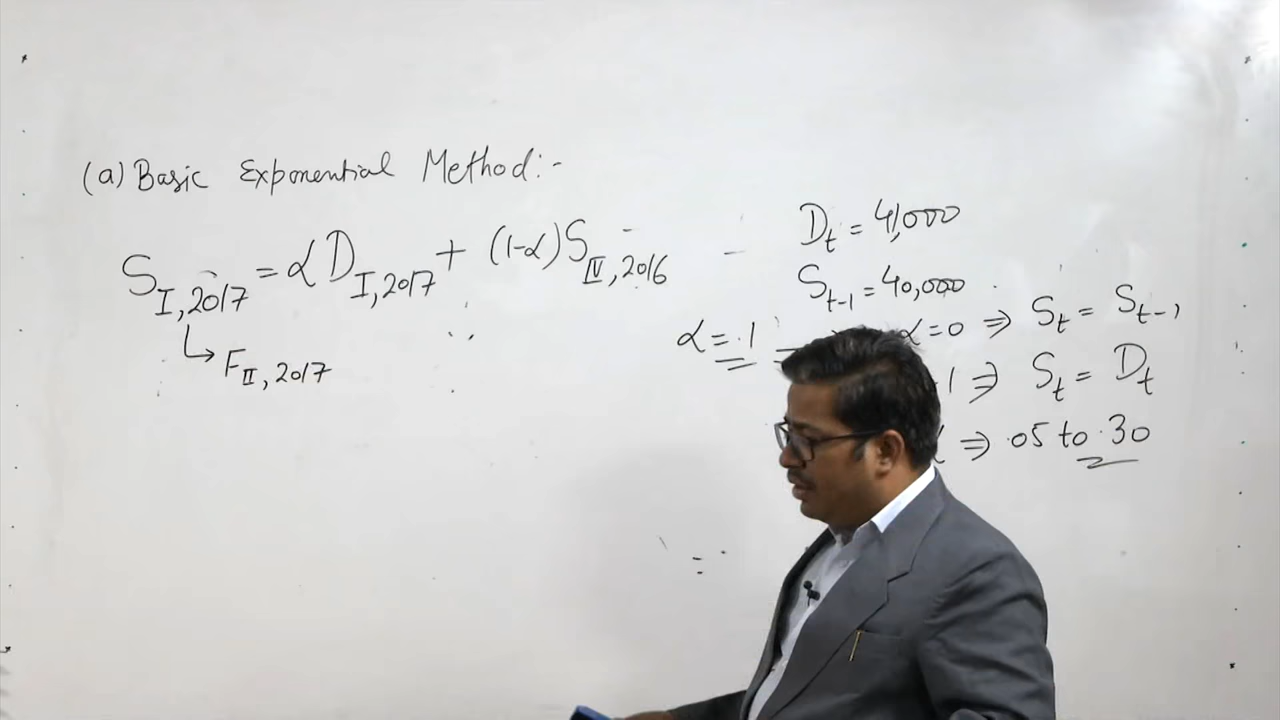 (a) Basic Exponential Method:-
S_I,2017 = αD_I,2017 + (1-α)S_IV,2016
↳ F_II,2017
D_t = 41,000
S_t-1 = 40,000
α = .1
α=0 ⇒ S_t = S_t-1
1 ⇒ S_t = D_t
⇒ .05 to .30